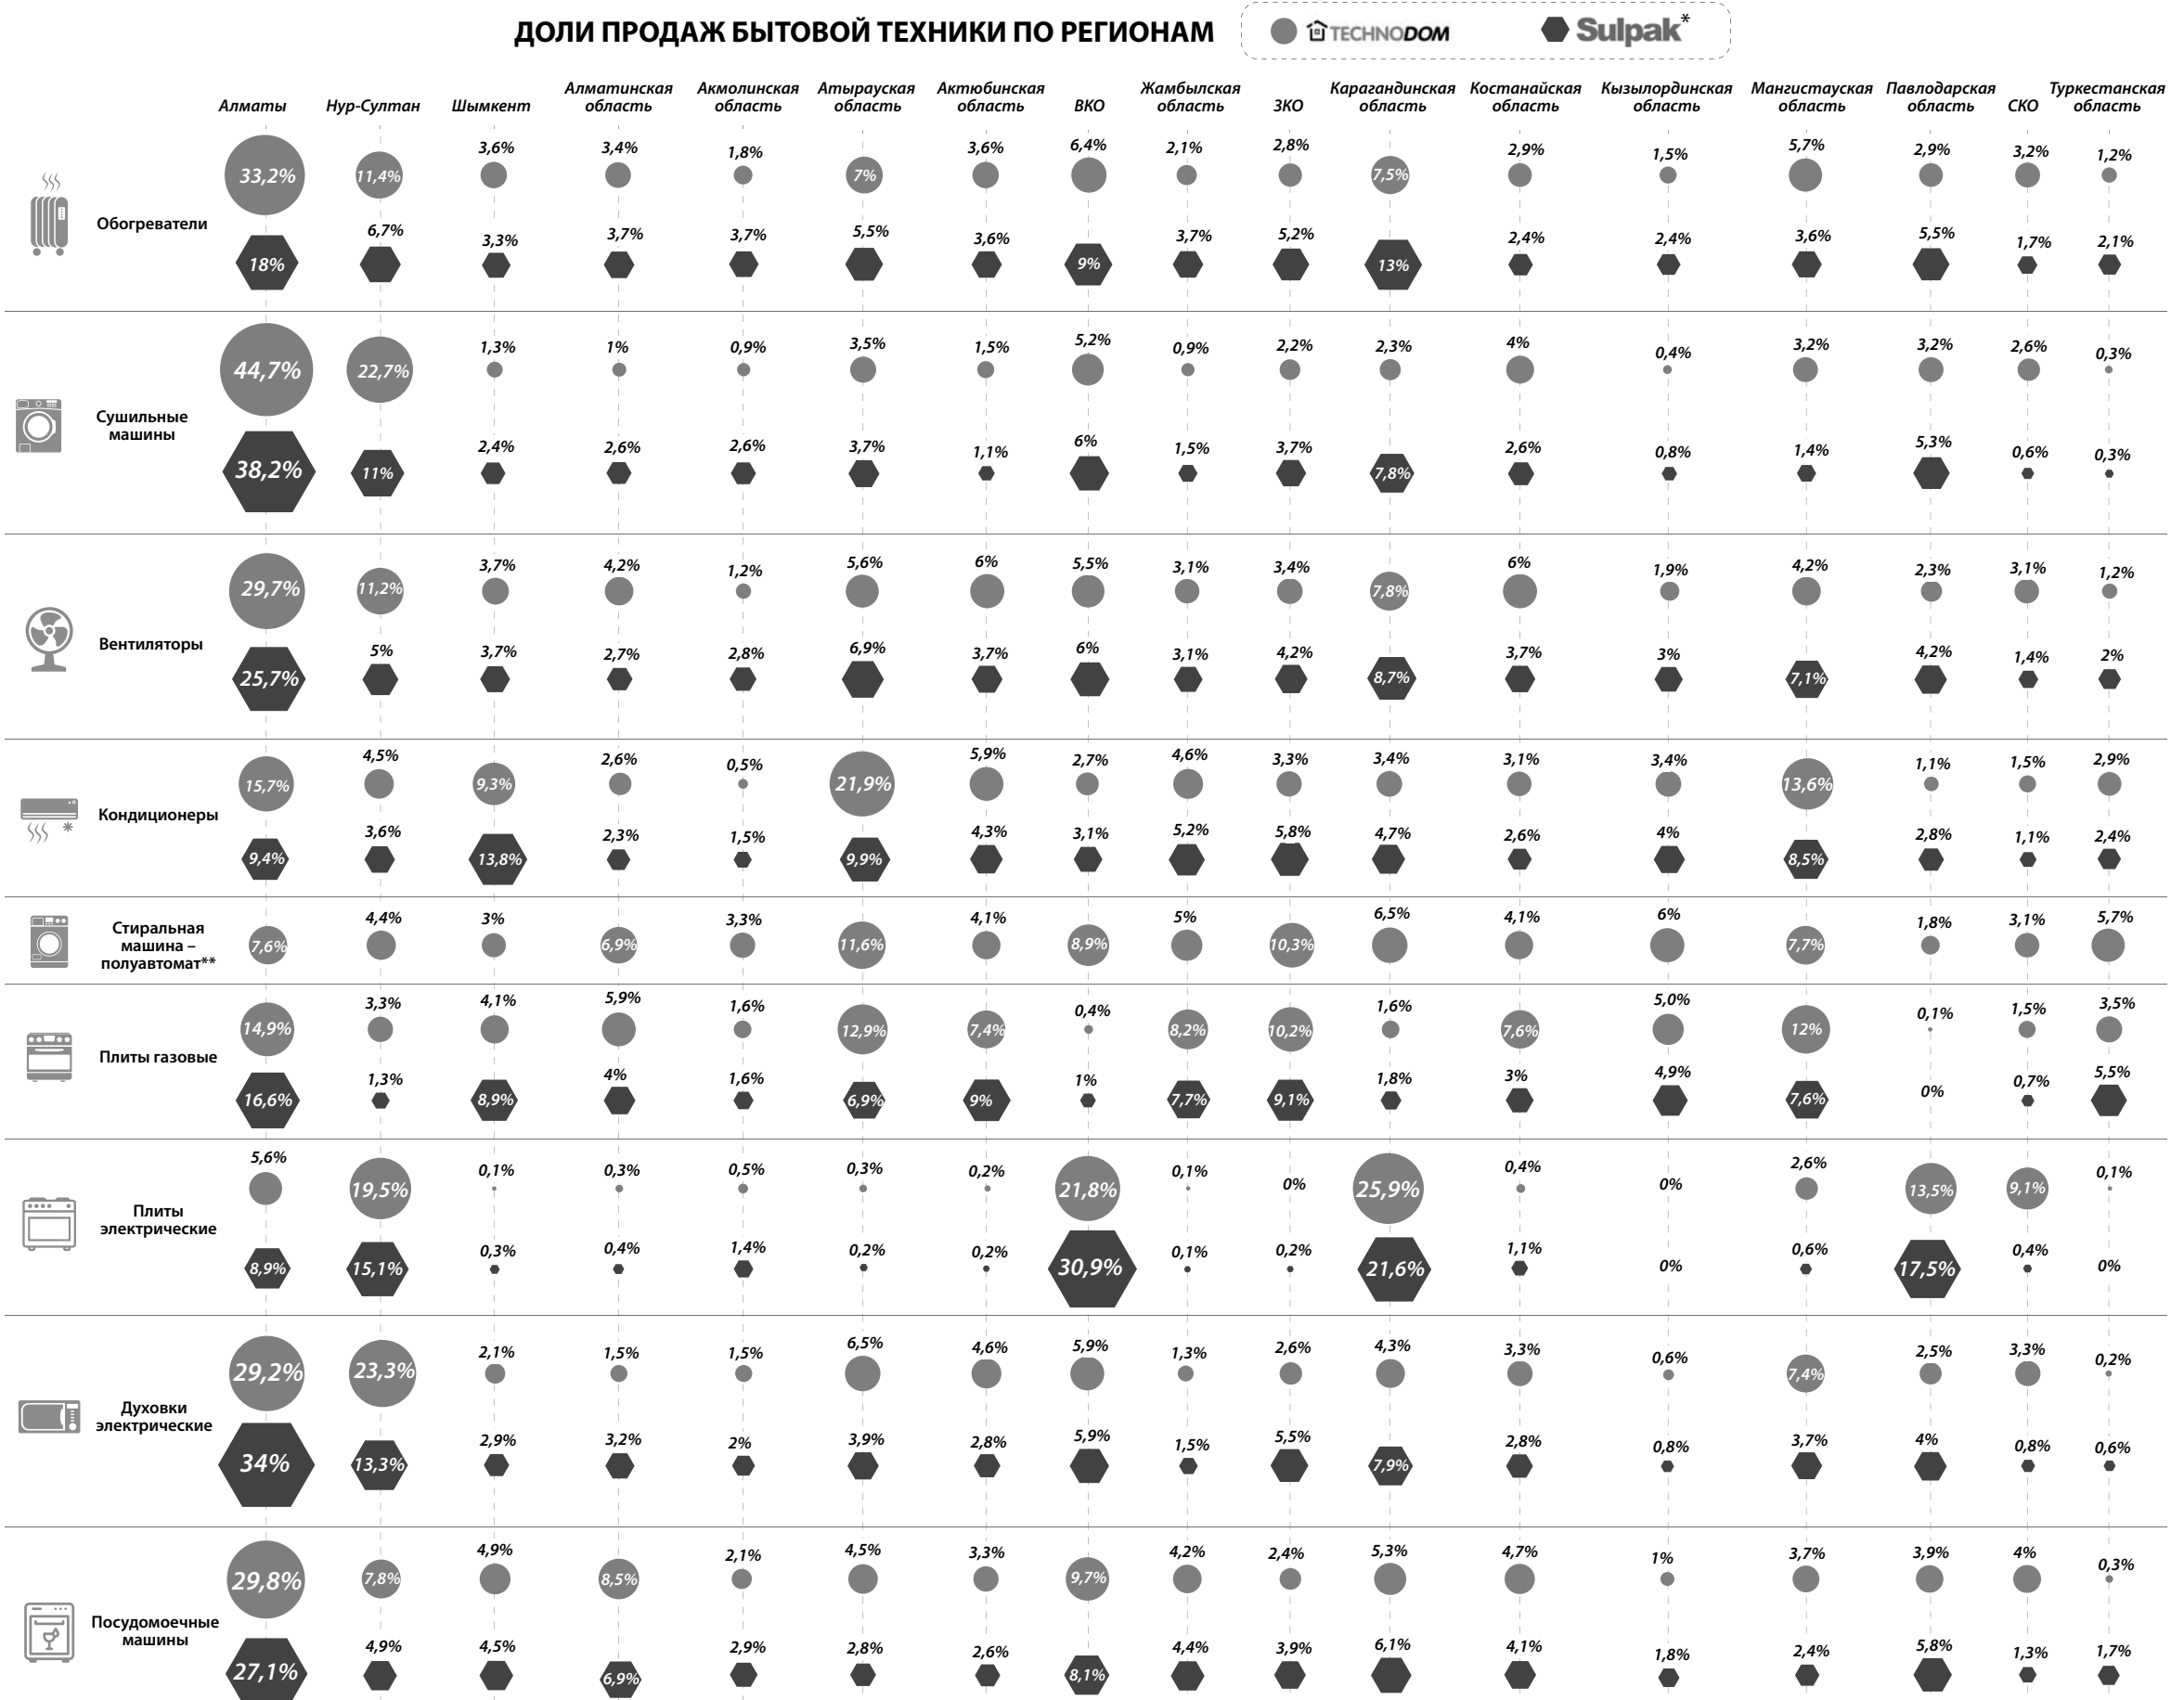 ДОЛИ ПРОДАЖ БЫТОВОЙ ТЕХНИКИ ПО РЕГИОНАМ
TECHNODOM
Sulpak*
Алматы Нур-Султан Шымкент Алматинская область Акмолинская область Атырауская область Актюбинская область ВКО Жамбылская область ЗКО Карагандинская область Костанайская область Кызылординская область Мангистауская область Павлодарская область СКО Туркестанская область
Обогреватели
33,2% 11,4% 3,6% 3,4% 1,8% 7% 3,6% 6,4% 2,1% 2,8% 7,5% 2,9% 1,5% 5,7% 2,9% 3,2% 1,2%
18% 6,7% 3,3% 3,7% 3,7% 5,5% 3,6% 9% 3,7% 5,2% 13% 2,4% 2,4% 3,6% 5,5% 1,7% 2,1%
Сушильные
машины
44,7% 22,7% 1,3% 1% 0,9% 3,5% 1,5% 5,2% 0,9% 2,2% 2,3% 4% 0,4% 3,2% 3,2% 2,6% 0,3%
38,2% 11% 2,4% 2,6% 2,6% 3,7% 1,1% 6% 1,5% 3,7% 7,8% 2,6% 0,8% 1,4% 5,3% 0,6% 0,3%
Вентиляторы
29,7% 11,2% 3,7% 4,2% 1,2% 5,6% 6% 5,5% 3,1% 3,4% 7,8% 6% 1,9% 4,2% 2,3% 3,1% 1,2%
25,7% 5% 3,7% 2,7% 2,8% 6,9% 3,7% 6% 3,1% 4,2% 8,7% 3,7% 3% 7,1% 4,2% 1,4% 2%
Кондиционеры
15,7% 4,5% 9,3% 2,6% 0,5% 21,9% 5,9% 2,7% 4,6% 3,3% 3,4% 3,1% 3,4% 13,6% 1,1% 1,5% 2,9%
9,4% 3,6% 13,8% 2,3% 1,5% 9,9% 4,3% 3,1% 5,2% 5,8% 4,7% 2,6% 4% 8,5% 2,8% 1,1% 2,4%
Стиральная
машина –
полуавтомат**
7,6% 4,4% 3% 6,9% 3,3% 11,6% 4,1% 8,9% 5% 10,3% 6,5% 4,1% 6% 7,7% 1,8% 3,1% 5,7%
Плиты газовые
14,9% 3,3% 4,1% 5,9% 1,6% 12,9% 7,4% 0,4% 8,2% 10,2% 1,6% 7,6% 5,0% 12% 0,1% 1,5% 3,5%
16,6% 1,3% 8,9% 4% 1,6% 6,9% 9% 1% 7,7% 9,1% 1,8% 3% 4,9% 7,6% 0% 0,7% 5,5%
Плиты
электрические
5,6% 19,5% 0,1% 0,3% 0,5% 0,3% 0,2% 21,8% 0,1% 0% 25,9% 0,4% 0% 2,6% 13,5% 9,1% 0,1%
8,9% 15,1% 0,3% 0,4% 1,4% 0,2% 0,2% 30,9% 0,1% 0,2% 21,6% 1,1% 0% 0,6% 17,5% 0,4% 0%
Духовки
электрические
29,2% 23,3% 2,1% 1,5% 1,5% 6,5% 4,6% 5,9% 1,3% 2,6% 4,3% 3,3% 0,6% 7,4% 2,5% 3,3% 0,2%
34% 13,3% 2,9% 3,2% 2% 3,9% 2,8% 5,9% 1,5% 5,5% 7,9% 2,8% 0,8% 3,7% 4% 0,8% 0,6%
Посудомоечные
машины
29,8% 7,8% 4,9% 8,5% 2,1% 4,5% 3,3% 9,7% 4,2% 2,4% 5,3% 4,7% 1% 3,7% 3,9% 4% 0,3%
27,1% 4,9% 4,5% 6,9% 2,9% 2,8% 2,6% 8,1% 4,4% 3,9% 6,1% 4,1% 1,8% 2,4% 5,8% 1,3% 1,7%